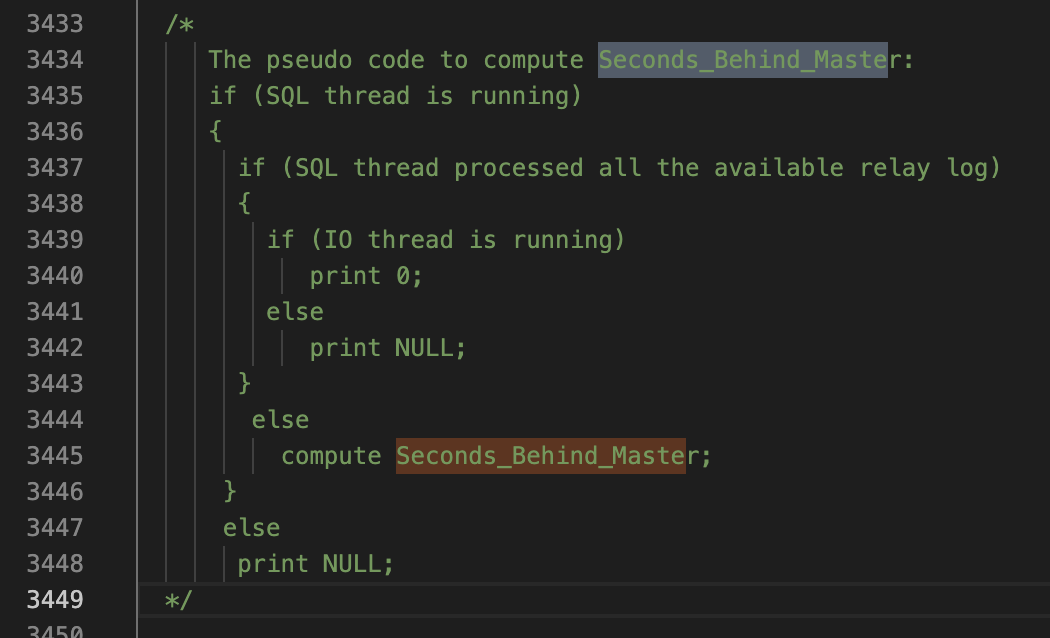 3433 /*
3434 The pseudo code to compute Seconds_Behind_Master:
3435 if (SQL thread is running)
3436 {
3437 if (SQL thread processed all the available relay log)
3438 {
3439 if (IO thread is running)
3440 print 0;
3441 else
3442 print NULL;
3443 }
3444 else
3445 compute Seconds_Behind_Master;
3446 }
3447 else
3448 print NULL;
3449 */
3450